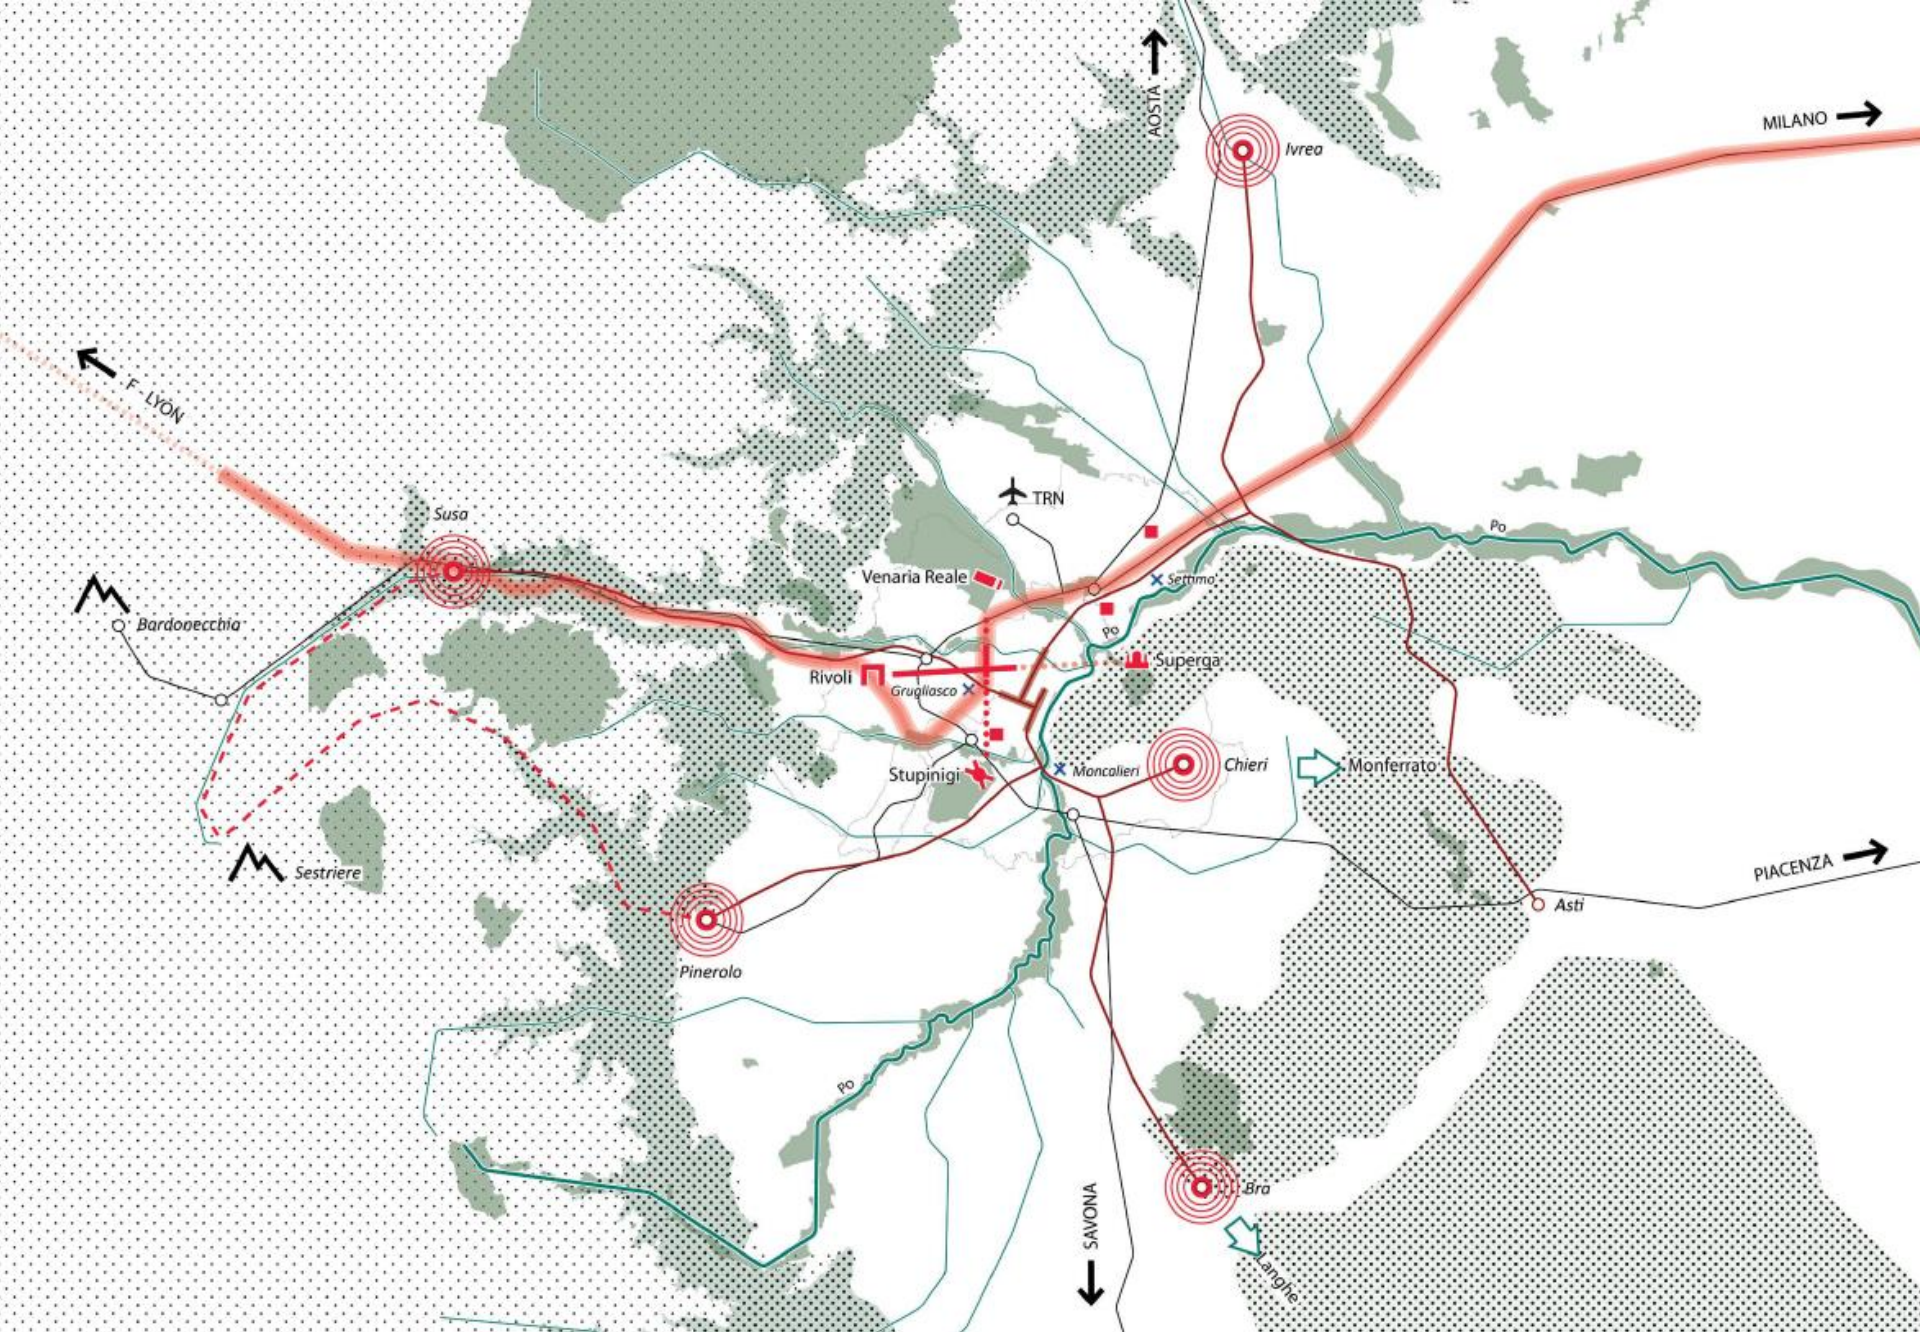 AOSTA
MILANO
Ivrea
F - LYON
Susa
TRN
Po
Venaria Reale
Settimo
Bardonecchia
Po
Superga
Rivoli
Grugliasco
Stupinigi
Moncalieri
Chieri
Monferrato
Sestriere
PIACENZA
Asti
Pinerolo
Po
SAVONA
Bra
Langhe